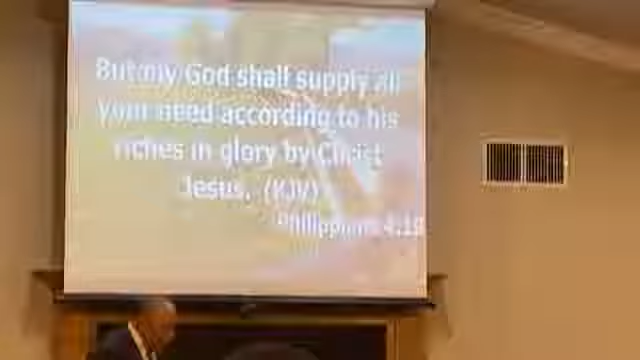 But my God shall supply all
your need according to his
riches in glory by Christ
Jesus. (KJV)
Philippians 4:19